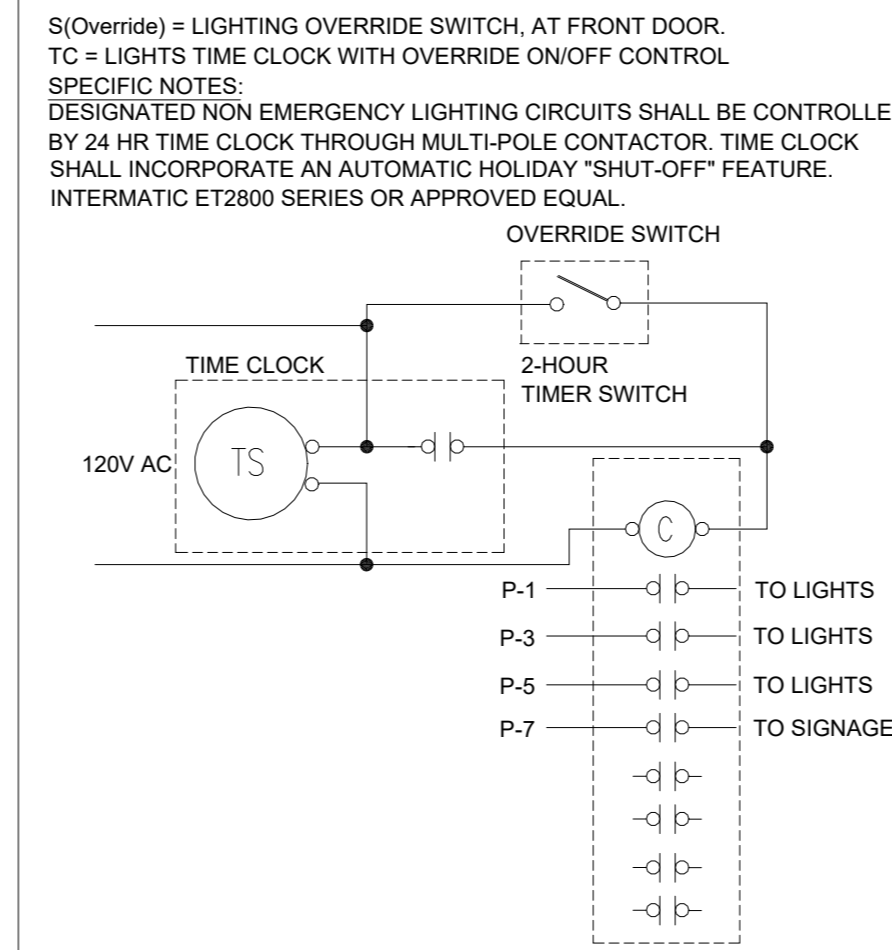 S(Override) = LIGHTING OVERRIDE SWITCH, AT FRONT DOOR.
TC = LIGHTS TIME CLOCK WITH OVERRIDE ON/OFF CONTROL
SPECIFIC NOTES:
DESIGNATED NON EMERGENCY LIGHTING CIRCUITS SHALL BE CONTROLLE
BY 24 HR TIME CLOCK THROUGH MULTI-POLE CONTACTOR. TIME CLOCK
SHALL INCORPORATE AN AUTOMATIC HOLIDAY "SHUT-OFF" FEATURE.
INTERMATIC ET2800 SERIES OR APPROVED EQUAL.
OVERRIDE SWITCH
TIME CLOCK
2-HOUR
TIMER SWITCH
120V AC
TS
C
P-1 TO LIGHTS
P-3 TO LIGHTS
P-5 TO LIGHTS
P-7 TO SIGNAGE